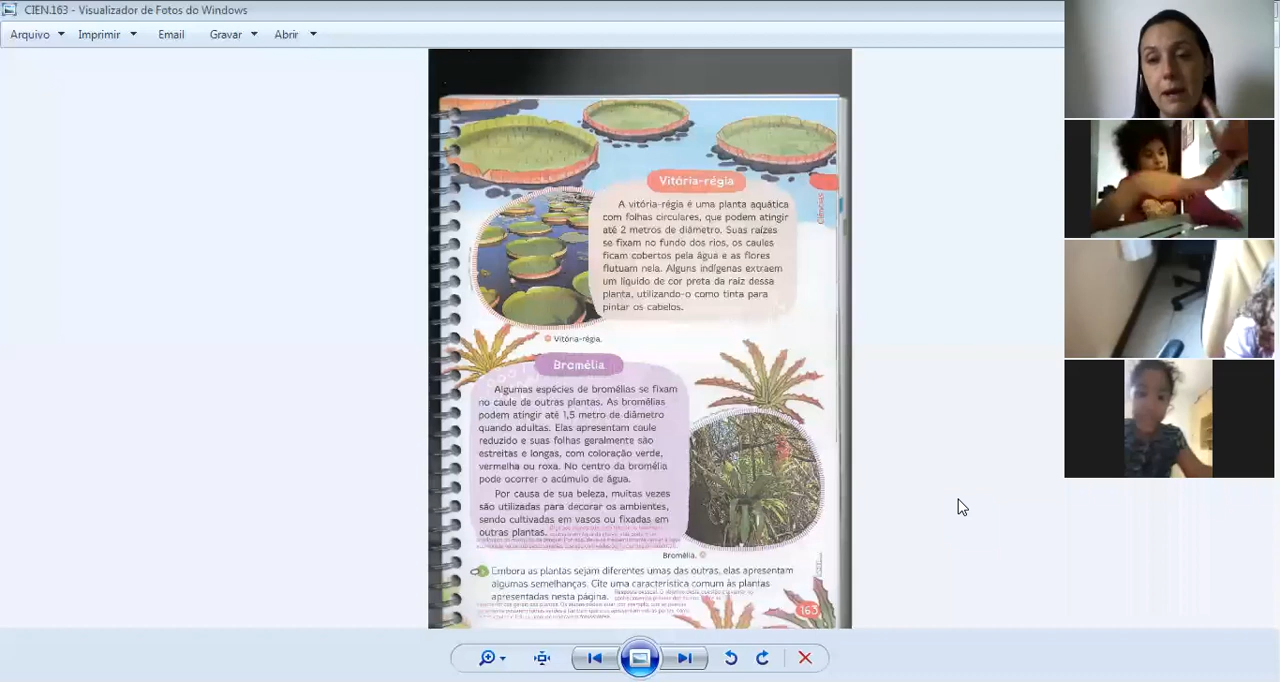 CIEN.163 - Visualizador de Fotos do Windows
Arquivo Imprimir Email Gravar Abrir
Vitória-régia
Ciências
A vitória-régia é uma planta aquática
com folhas circulares, que podem atingir
até 2 metros de diâmetro. Suas raízes
se fixam no fundo dos rios, os caules
ficam cobertos pela água e as flores
flutuam nela. Alguns indígenas extraem
um líquido de cor preta da raiz dessa
planta, utilizando-o como tinta para
pintar os cabelos.
Vitória-régia.
Bromélia
Algumas espécies de bromélias se fixam
no caule de outras plantas. As bromélias
podem atingir até 1,5 metro de diâmetro
quando adultas. Elas apresentam caule
reduzido e suas folhas geralmente são
estreitas e longas, com coloração verde,
vermelha ou roxa. No centro da bromélia
pode ocorrer o acúmulo de água.
Por causa de sua beleza, muitas vezes
são utilizadas para decorar os ambientes,
sendo cultivadas em vasos ou fixadas em
outras plantas.
Bromélia.
Embora as plantas sejam diferentes umas das outras, elas apresentam
algumas semelhanças. Cite uma característica comum às plantas
apresentadas nesta página.
163